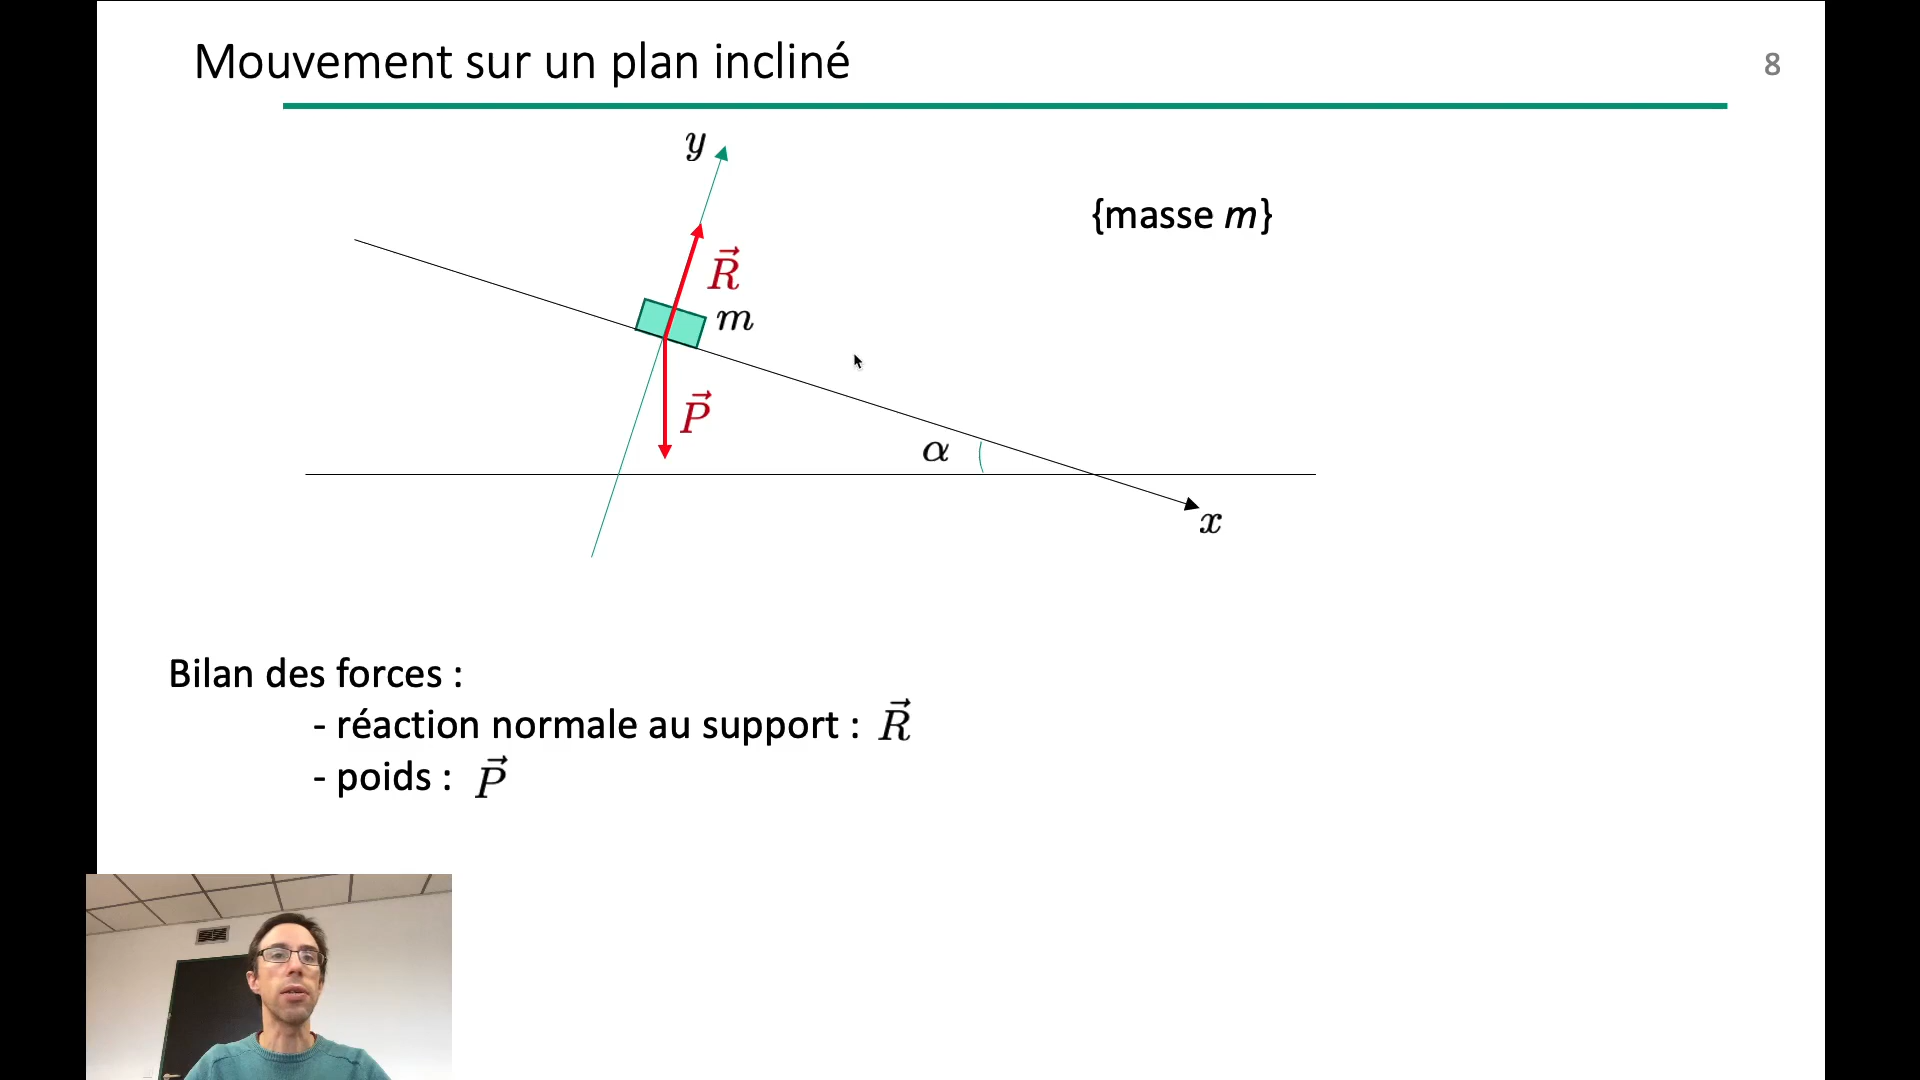 Mouvement sur un plan incliné
8
y
{masse m}
R⃗
m
P⃗
α
x
Bilan des forces :
- réaction normale au support : R⃗
- poids : P⃗